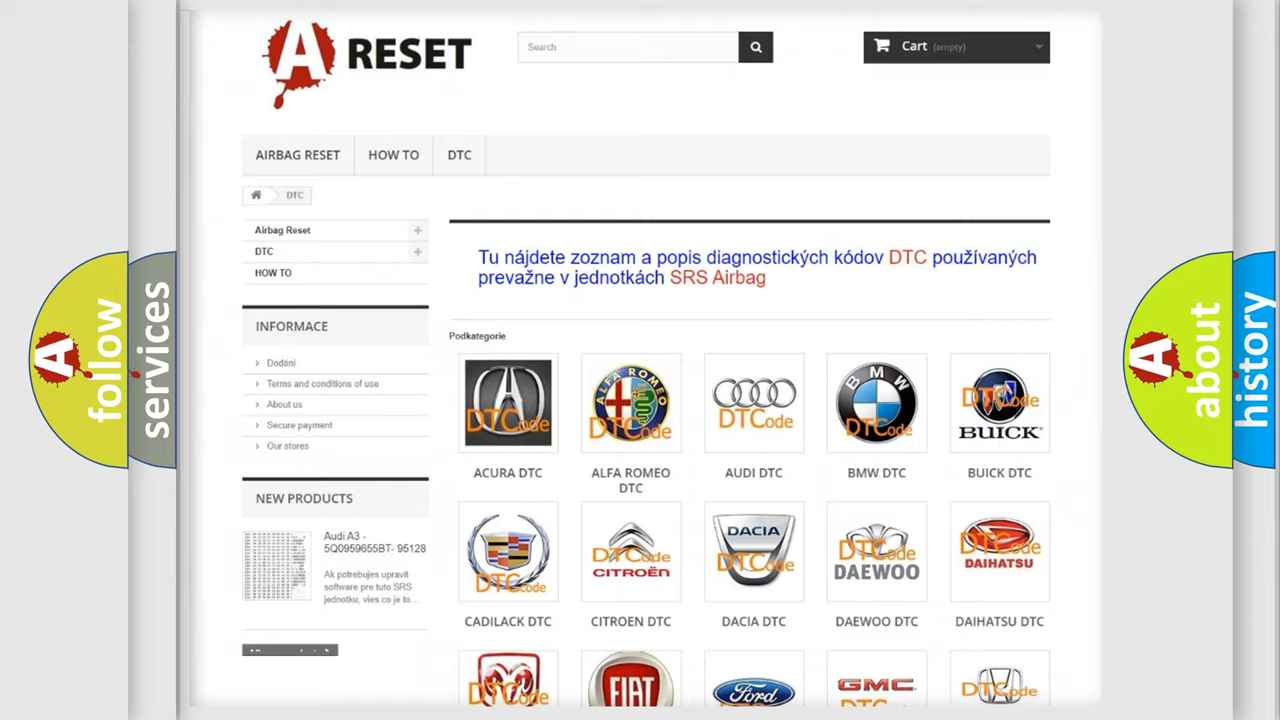 A RESET
Search
Cart (empty)
AIRBAG RESET
HOW TO
DTC
DTC
Airbag Reset
DTC
HOW TO
INFORMACE
Dodání
Terms and conditions of use
About us
Secure payment
Our stores
NEW PRODUCTS
Audi A3 -
5Q0959655BT- 95128
Ak potrebujes upravit
software pre tuto SRS
jednotku, vies co je to...
Tu nájdete zoznam a popis diagnostických kódov DTC používaných
prevažne v jednotkách SRS Airbag
Podkategorie
DTCode
ALFA ROMEO
DTCode
DTCode
BMW
DTCode
DTCode
BUICK
ACURA DTC
ALFA ROMEO
DTC
AUDI DTC
BMW DTC
BUICK DTC
DTCode
DTCode
CITROËN
DACIA
DTCode
DTCode
DAEWOO
DTCode
DAIHATSU
CADILACK DTC
CITROEN DTC
DACIA DTC
DAEWOO DTC
DAIHATSU DTC
DTCode
FIAT
Ford
GMC
DTCode
A
follow
services
A
about
history